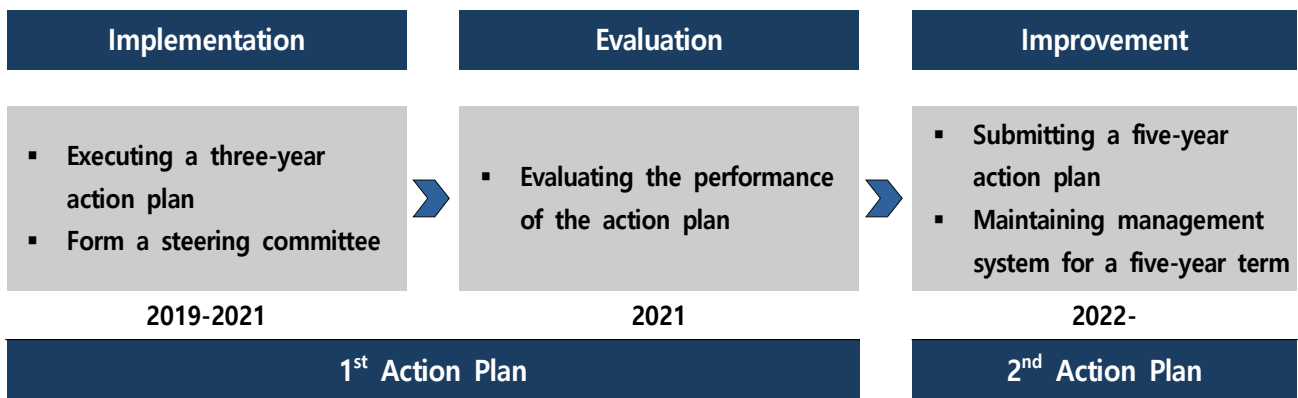 Implementation
Evaluation
Improvement
▪ Executing a three-year
action plan
▪ Form a steering committee
▪ Evaluating the performance
of the action plan
▪ Submitting a five-year
action plan
▪ Maintaining management
system for a five-year term
2019-2021
2021
2022-
1st Action Plan
2nd Action Plan